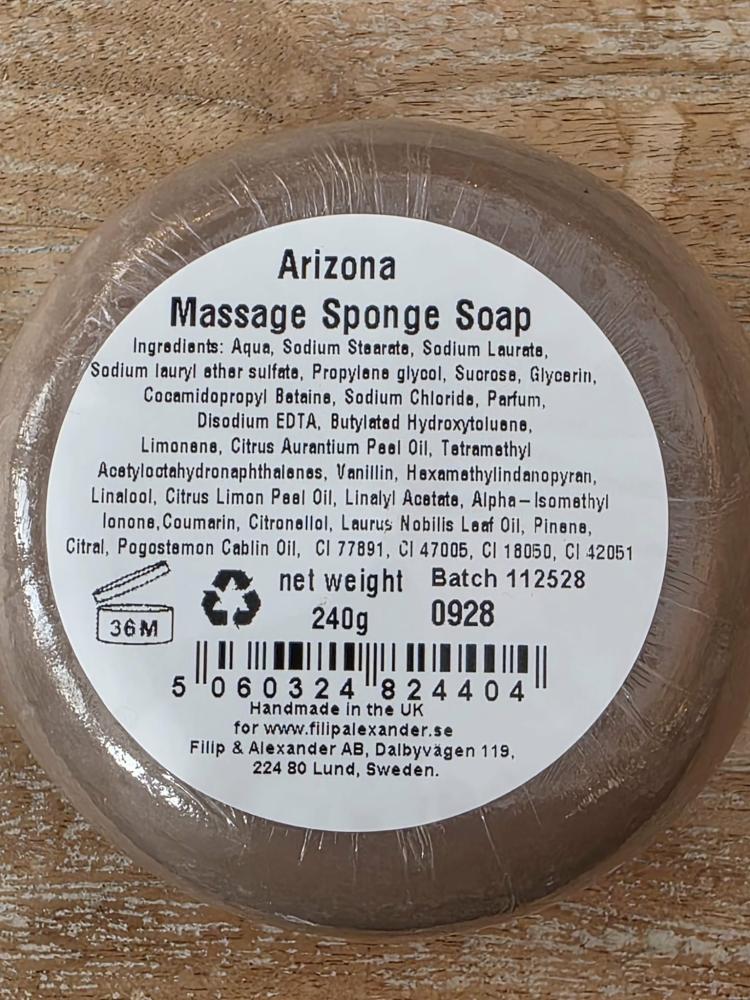 Arizona
Massage Sponge Soap
Ingredients: Aqua, Sodium Stearate, Sodium Laurate,
Sodium lauryl ether sulfate, Propylene glycol, Sucrose, Glycerin,
Cocamidopropyl Betaine, Sodium Chloride, Parfum,
Disodium EDTA, Butylated Hydroxytoluene,
Limonene, Citrus Aurantium Peel Oil, Tetramethyl
Acetyloctahydronaphthalenes, Vanillin, Hexamethylindanopyran,
Linalool, Citrus Limon Peel Oil, Linalyl Acetate, Alpha-Isomethyl
Ionone,Coumarin, Citronellol, Laurus Nobilis Leaf Oil, Pinene,
Citral, Pogostemon Cablin Oil, CI 77891, CI 47005, CI 18050, CI 42051
36M
net weight
240g
Batch 112528
0928
5 060324 824404
Handmade in the UK
for www.filipalexander.se
Filip & Alexander AB, Dalbyvägen 119,
224 80 Lund, Sweden.